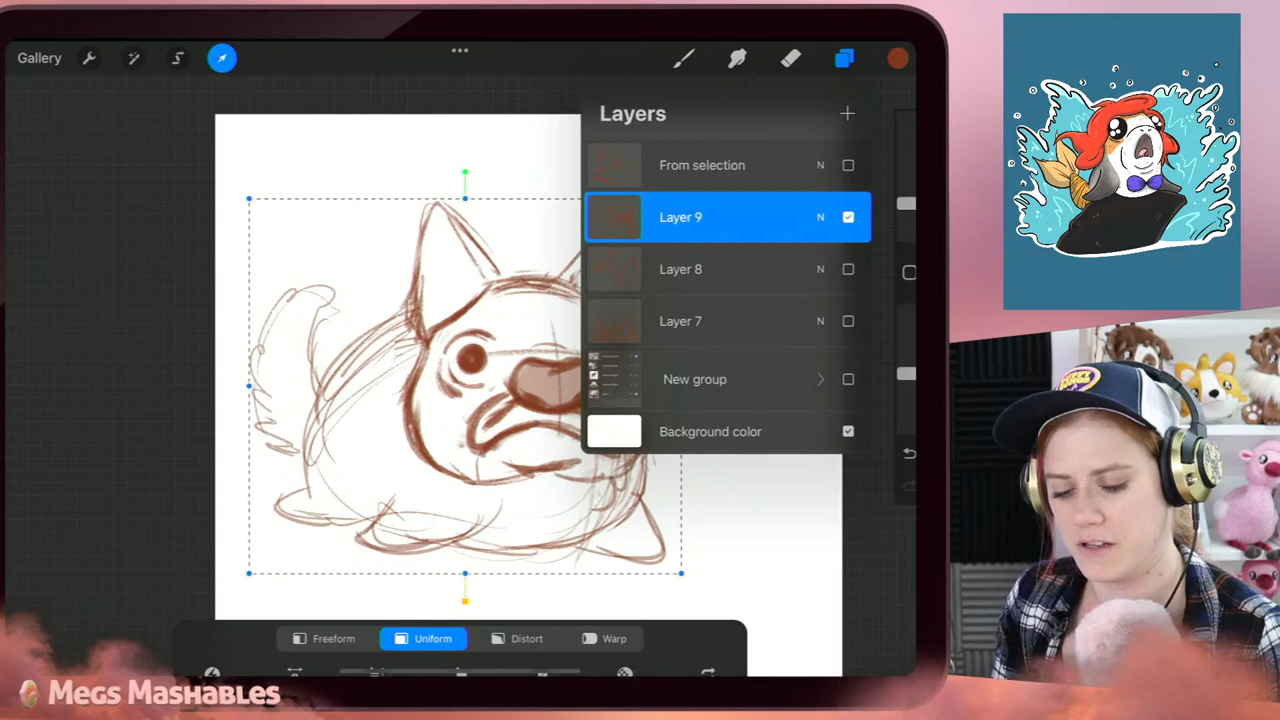 Gallery
Layers
From selection N
Layer 9 N
Layer 8 N
Layer 7 N
New group
Background color
Freeform Uniform Distort Warp
Megs Mashables